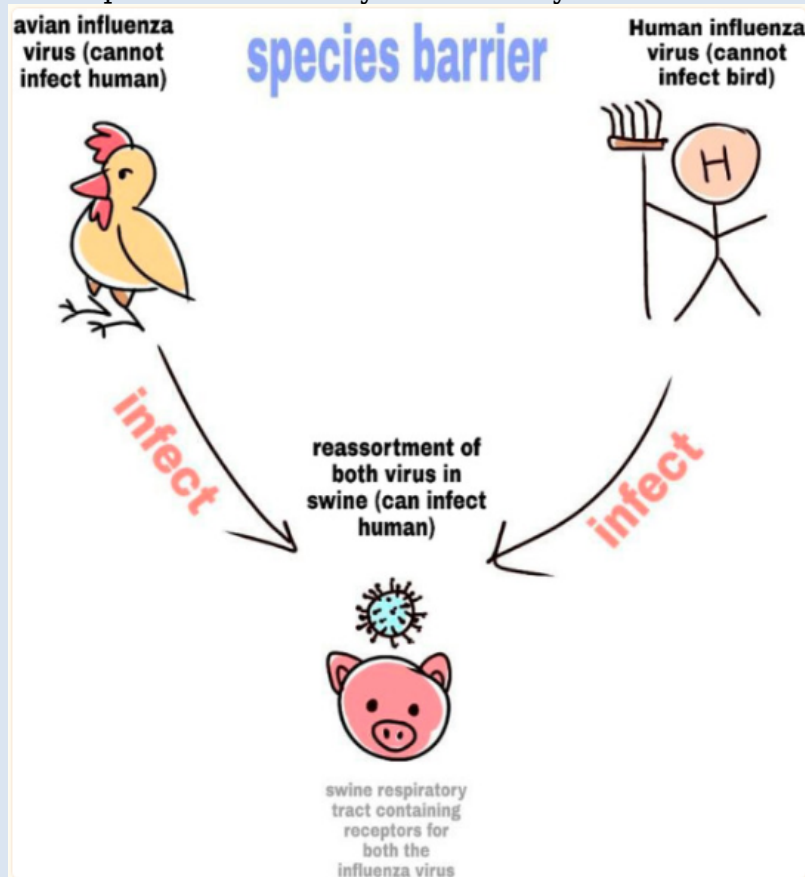 avian influenza
virus (cannot
infect human)
species barrier
Human influenza
virus (cannot
infect bird)
H
infect
infect
reassortment of
both virus in
swine (can infect
human)
swine respiratory
tract containing
receptors for
both the
influenza virus